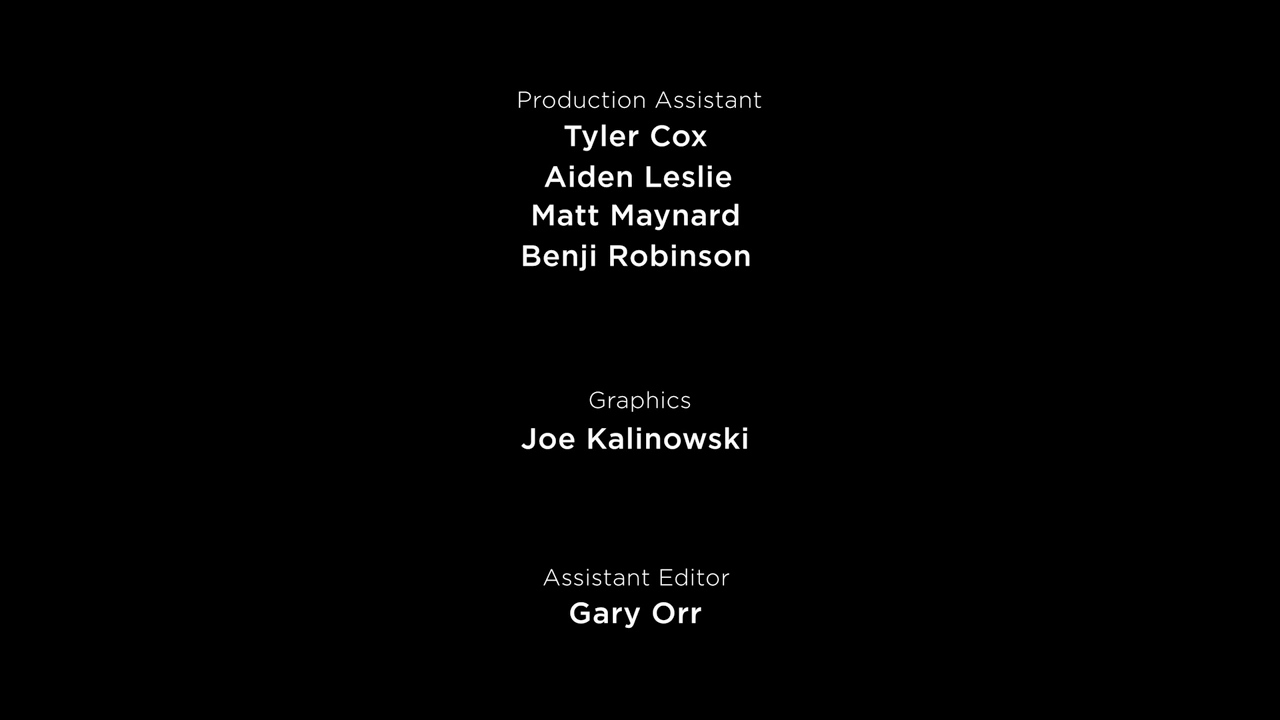 Production Assistant
Tyler Cox
Aiden Leslie
Matt Maynard
Benji Robinson
Graphics
Joe Kalinowski
Assistant Editor
Gary Orr